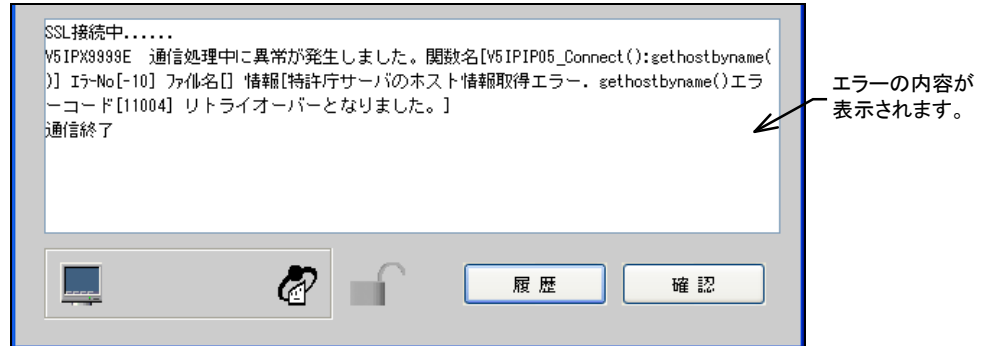 SSL接続中......
V5IPX9999E　通信処理中に異常が発生しました。関数名[V5IPIP05_Connect():gethostbyname(
)] ｴﾗｰNo[-10] ﾌｧｲﾙ名[] 情報[特許庁サーバのホスト情報取得エラー. gethostbyname()エラ
ーコード[11004] リトライオーバーとなりました。]
通信終了
エラーの内容が
表示されます。
履 歴
確 認